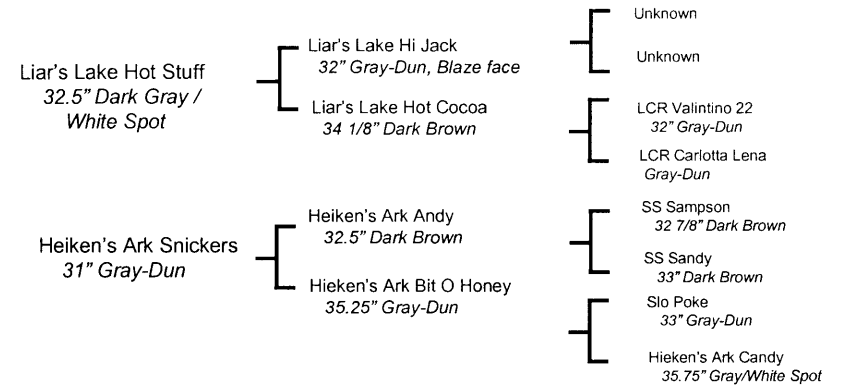 Liar's Lake Hot Stuff
32.5" Dark Gray /
White Spot
Liar's Lake Hi Jack
32" Gray-Dun, Blaze face
Liar's Lake Hot Cocoa
34 1/8" Dark Brown
Unknown
Unknown
LCR Valintino 22
32" Gray-Dun
LCR Carlotta Lena
Gray-Dun
Heiken's Ark Snickers
31" Gray-Dun
Heiken's Ark Andy
32.5" Dark Brown
Hieken's Ark Bit O Honey
35.25" Gray-Dun
SS Sampson
32 7/8" Dark Brown
SS Sandy
33" Dark Brown
Slo Poke
33" Gray-Dun
Hieken's Ark Candy
35.75" Gray/White Spot